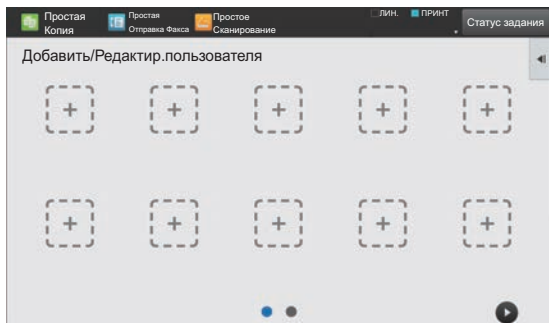 Простая
Копия
Простая
Отправка Факса
Простое
Сканирование
ЛИН.
ПРИНТ
Статус задания
Добавить/Редактир.пользователя